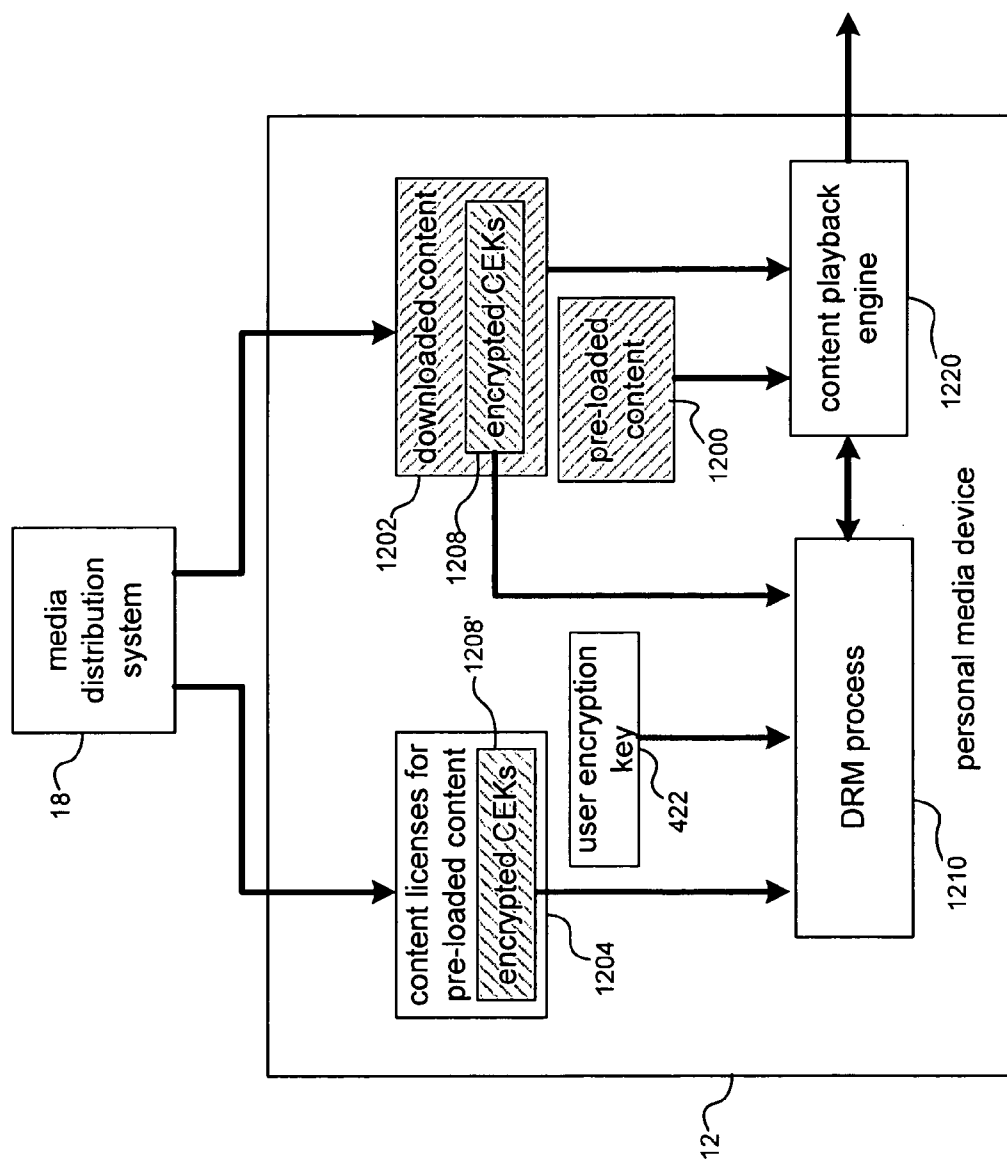 media
distribution
system
18
content licenses for
pre-loaded content
encrypted CEKs
1208'
1204
downloaded content
encrypted CEKs
1202
1208
user encryption
key
422
pre-loaded
content
1200
DRM process
1210
content playback
engine
1220
personal media device
12